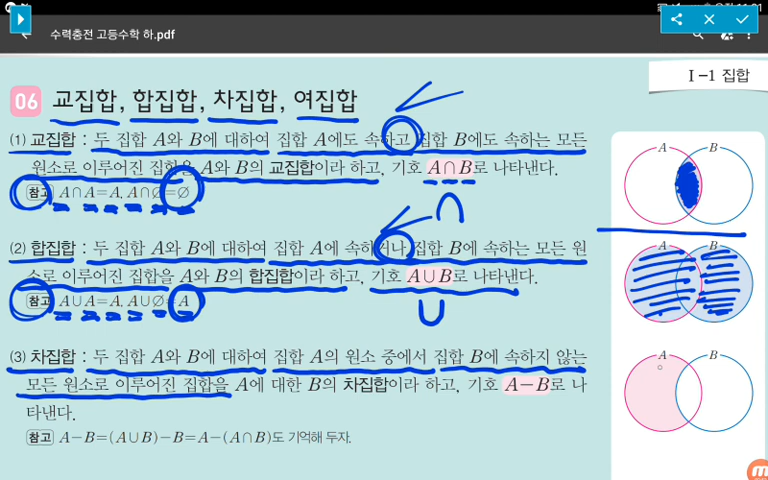 수력충전 고등수학 하.pdf
Ⅰ-1 집합
06 교집합, 합집합, 차집합, 여집합
(1) 교집합 : 두 집합 A와 B에 대하여 집합 A에도 속하고 집합 B에도 속하는 모든
원소로 이루어진 집합을 A와 B의 교집합이라 하고, 기호 A∩B로 나타낸다.
참고 A∩A=A, A∩∅=∅
∩
(2) 합집합 : 두 집합 A와 B에 대하여 집합 A에 속하거나 집합 B에 속하는 모든 원
소로 이루어진 집합을 A와 B의 합집합이라 하고, 기호 A∪B로 나타낸다.
참고 A∪A=A, A∪∅=A
∪
(3) 차집합 : 두 집합 A와 B에 대하여 집합 A의 원소 중에서 집합 B에 속하지 않는
모든 원소로 이루어진 집합을 A에 대한 B의 차집합이라 하고, 기호 A-B로 나
타낸다.
참고 A-B=(A∪B)-B=A-(A∩B)도 기억해 두자.
A B
A B
A B